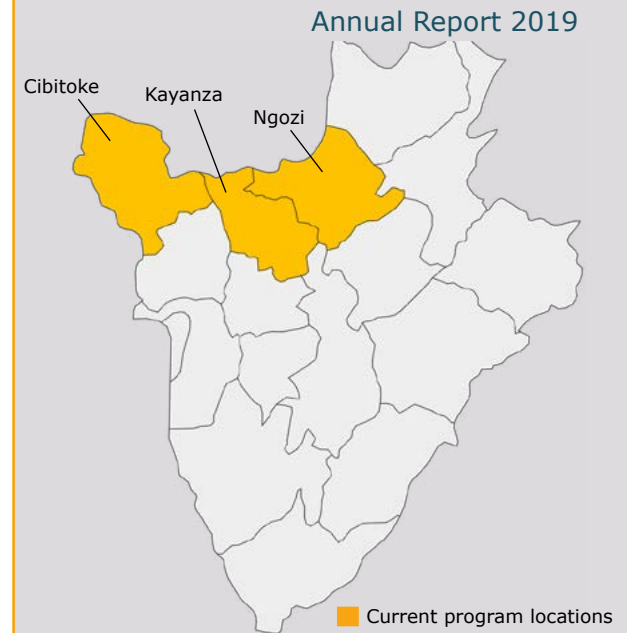 Annual Report 2019
Cibitoke
Kayanza
Ngozi
Current program locations